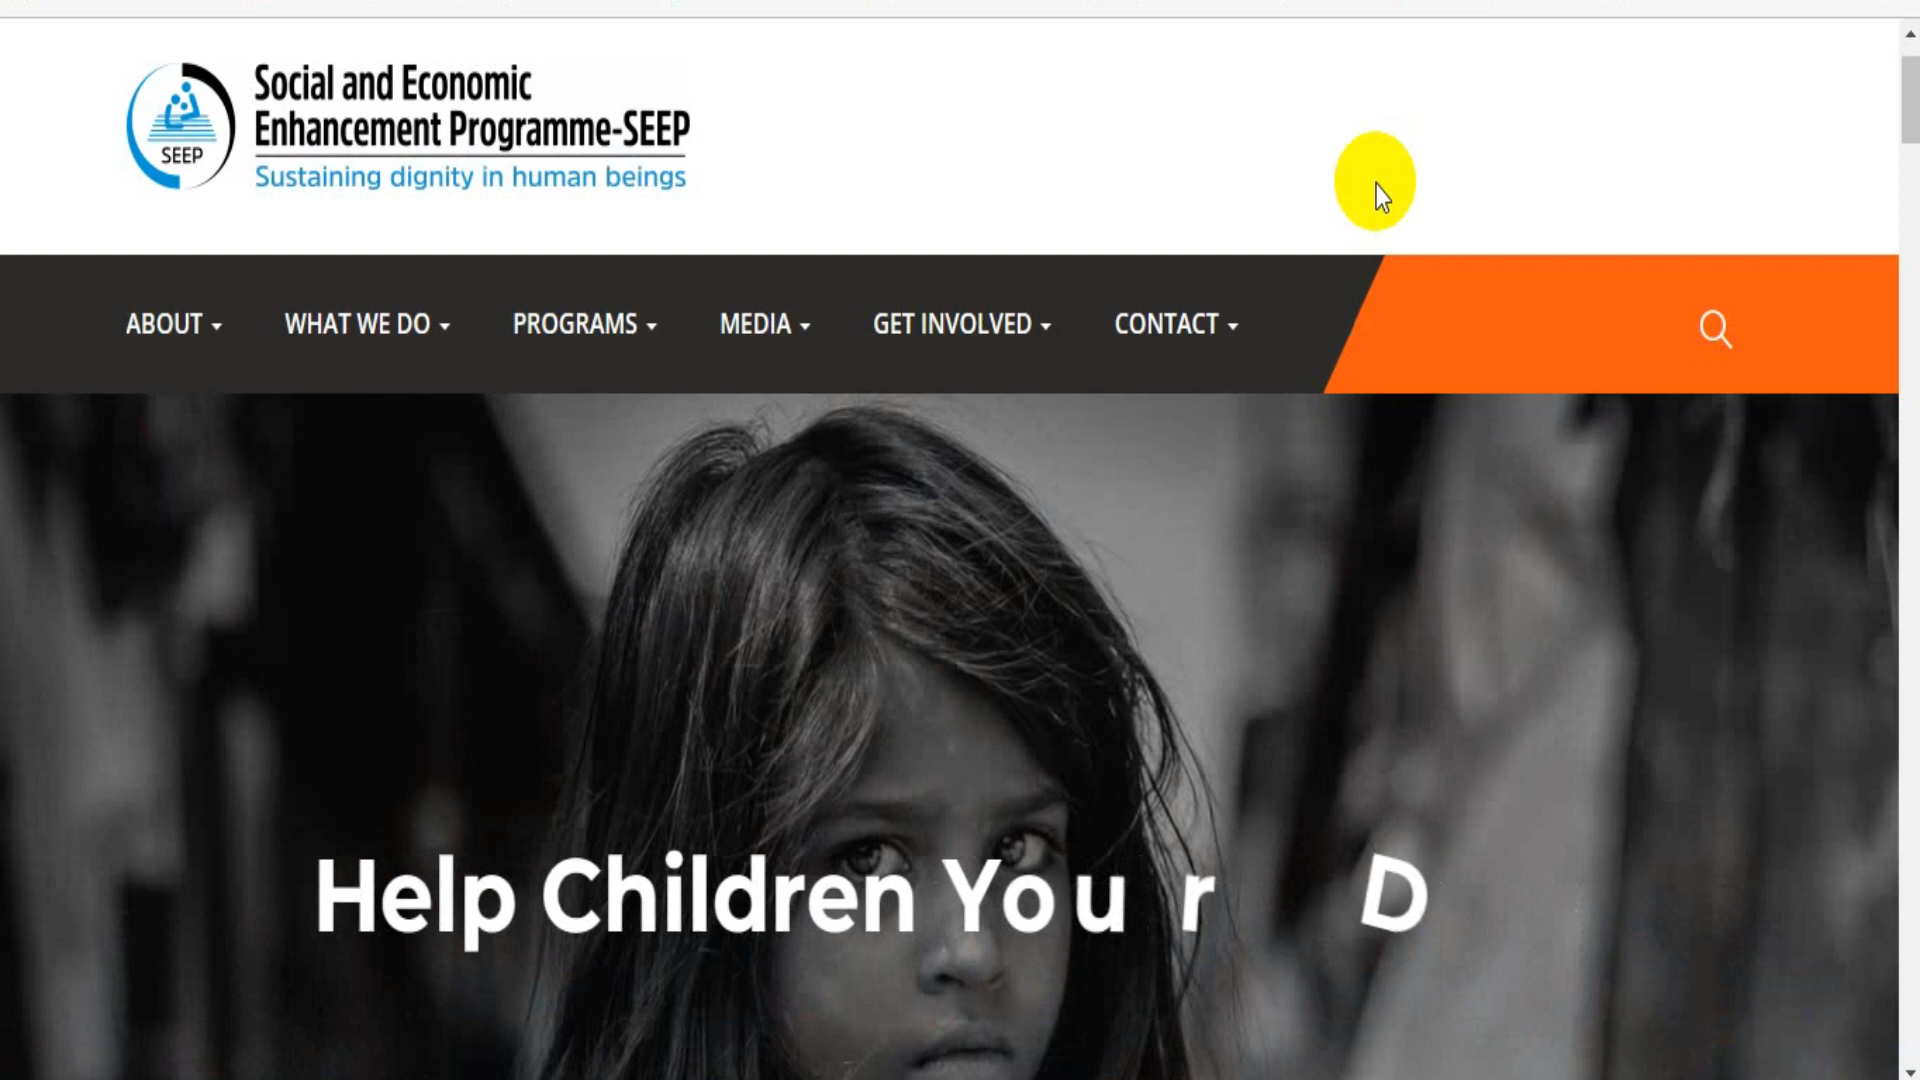 Social and Economic
Enhancement Programme-SEEP
SEEP
Sustaining dignity in human beings
ABOUT
WHAT WE DO
PROGRAMS
MEDIA
GET INVOLVED
CONTACT
Help Children Your D